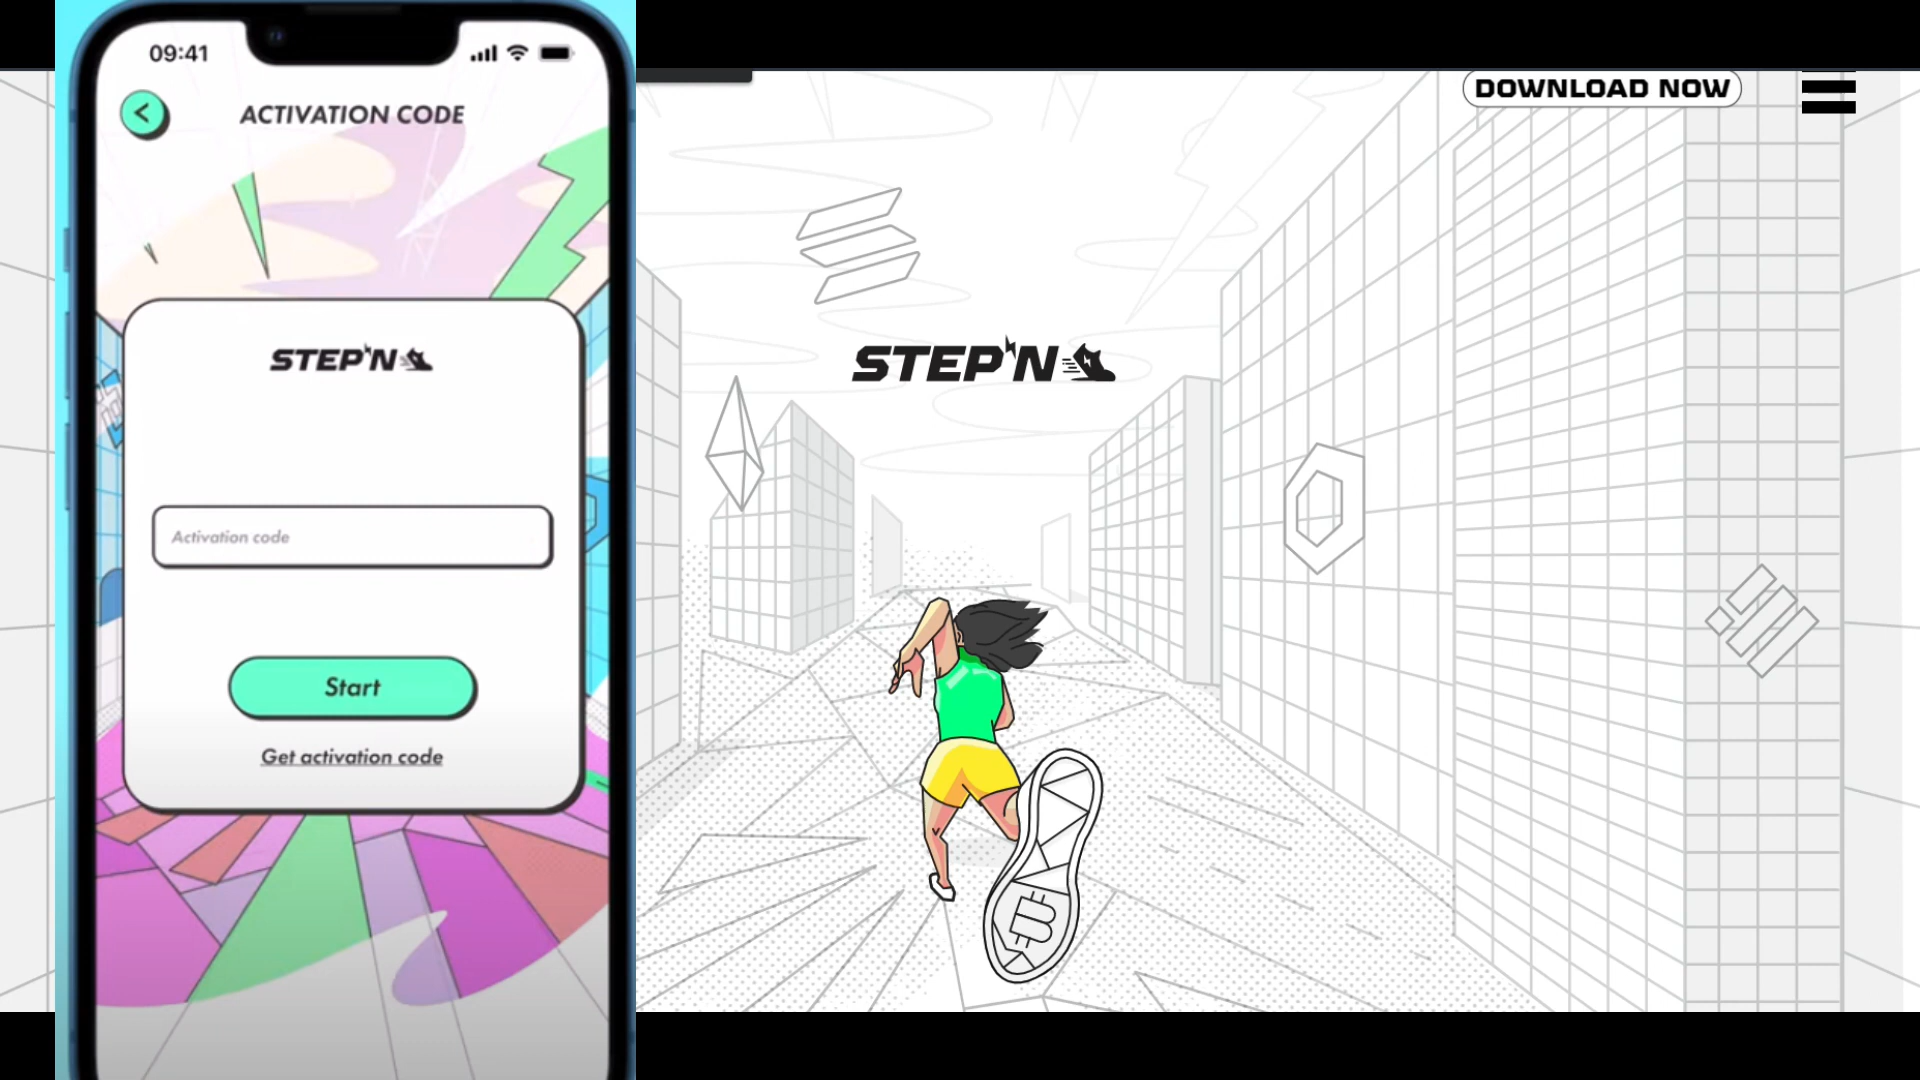 09:41
ACTIVATION CODE
STEP'N
Activation code
Start
Get activation code
DOWNLOAD NOW
STEP'N